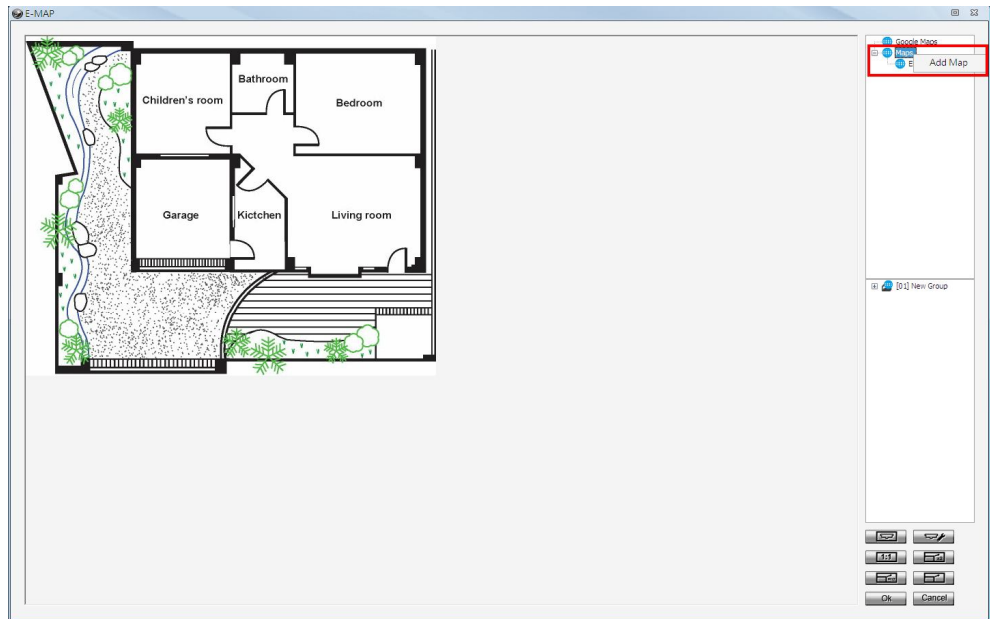 E-MAP
Google Maps
Maps
E
Add Map
Bathroom
Children's room
Bedroom
Garage
Kictchen
Living room
[01] New Group
1:1
Ok
Cancel